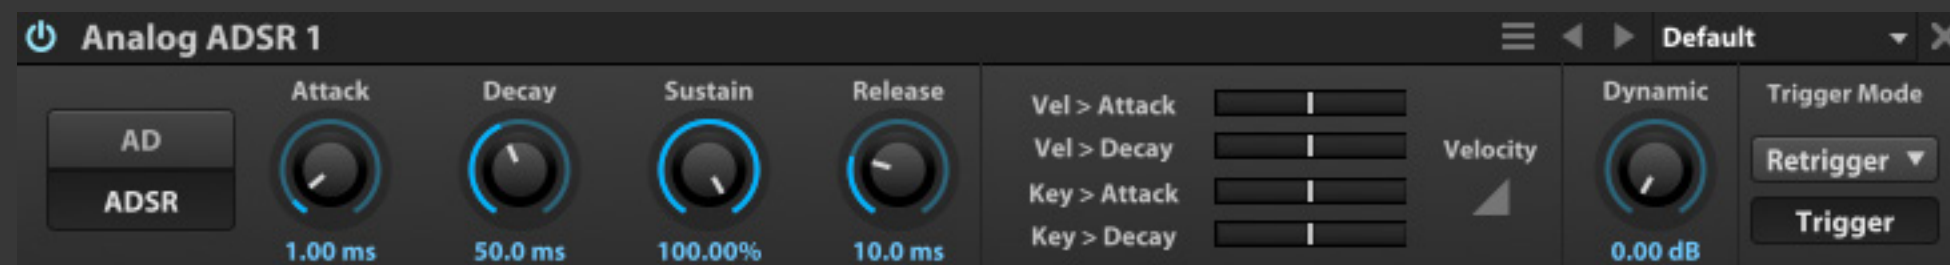 Analog ADSR 1
Default
AD
ADSR
Attack
1.00 ms
Decay
50.0 ms
Sustain
100.00%
Release
10.0 ms
Vel > Attack
Vel > Decay
Key > Attack
Key > Decay
Velocity
Dynamic
0.00 dB
Trigger Mode
Retrigger
Trigger